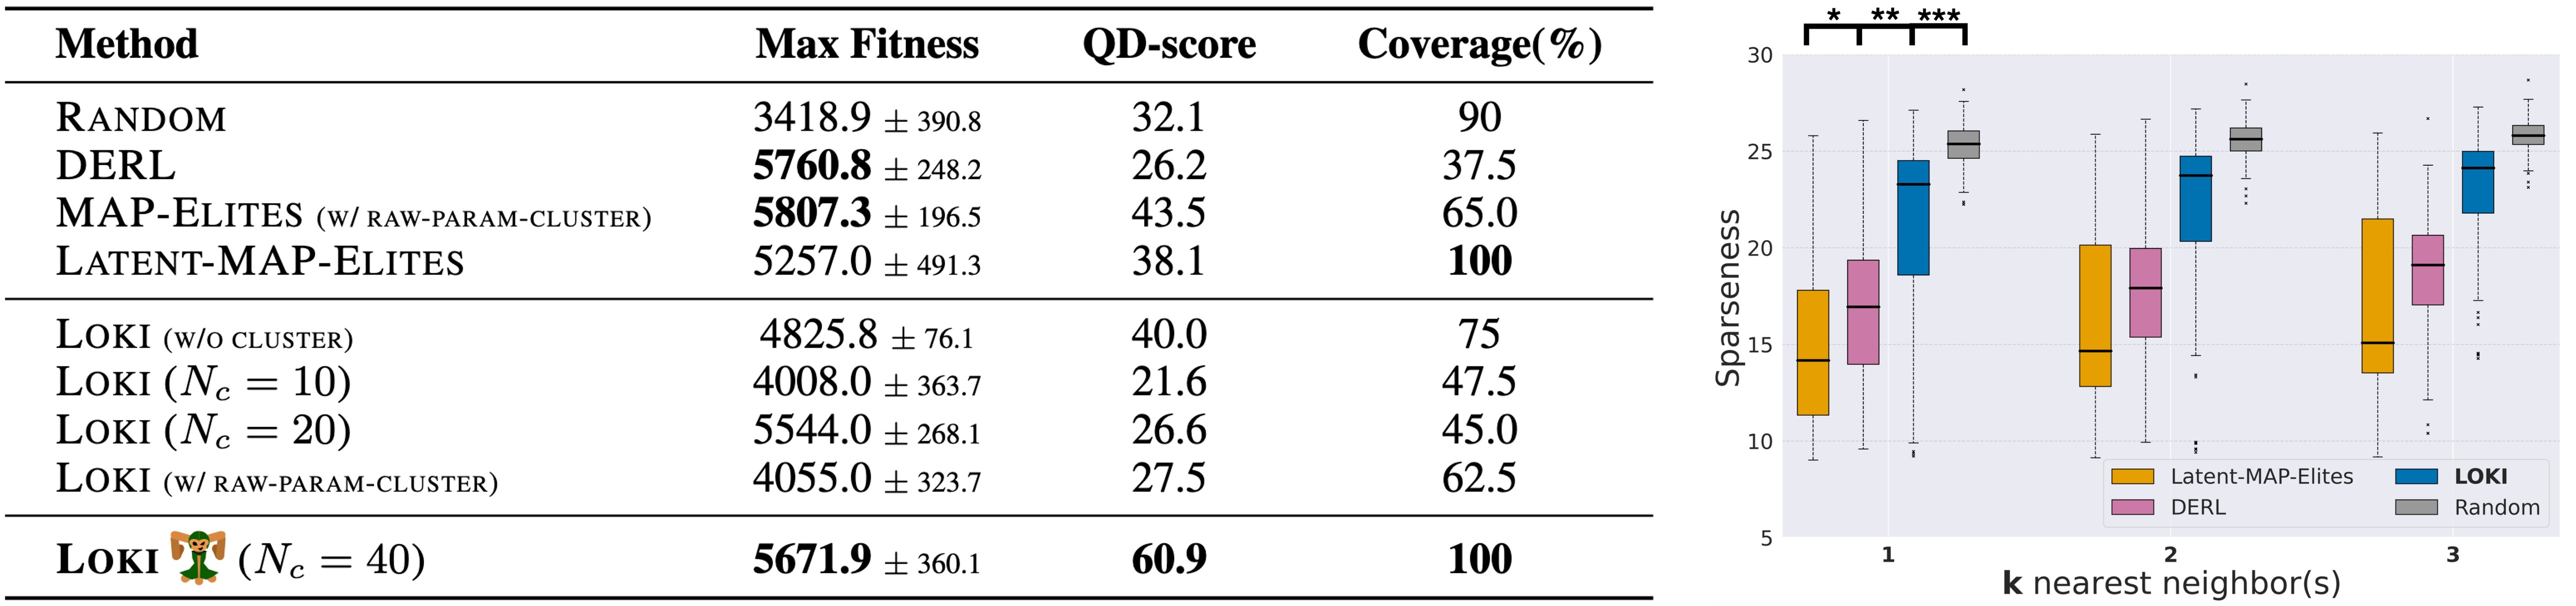 Method Max Fitness QD-score Coverage(%)
RANDOM 3418.9 ± 390.8 32.1 90
DERL 5760.8 ± 248.2 26.2 37.5
MAP-ELITES (W/ RAW-PARAM-CLUSTER) 5807.3 ± 196.5 43.5 65.0
LATENT-MAP-ELITES 5257.0 ± 491.3 38.1 100
LOKI (W/O CLUSTER) 4825.8 ± 76.1 40.0 75
LOKI (N_c = 10) 4008.0 ± 363.7 21.6 47.5
LOKI (N_c = 20) 5544.0 ± 268.1 26.6 45.0
LOKI (W/ RAW-PARAM-CLUSTER) 4055.0 ± 323.7 27.5 62.5
LOKI (N_c = 40) 5671.9 ± 360.1 60.9 100
* ** ***
30
25
20
15
10
5
Sparseness
Latent-MAP-Elites LOKI
DERL Random
1 2 3
k nearest neighbor(s)